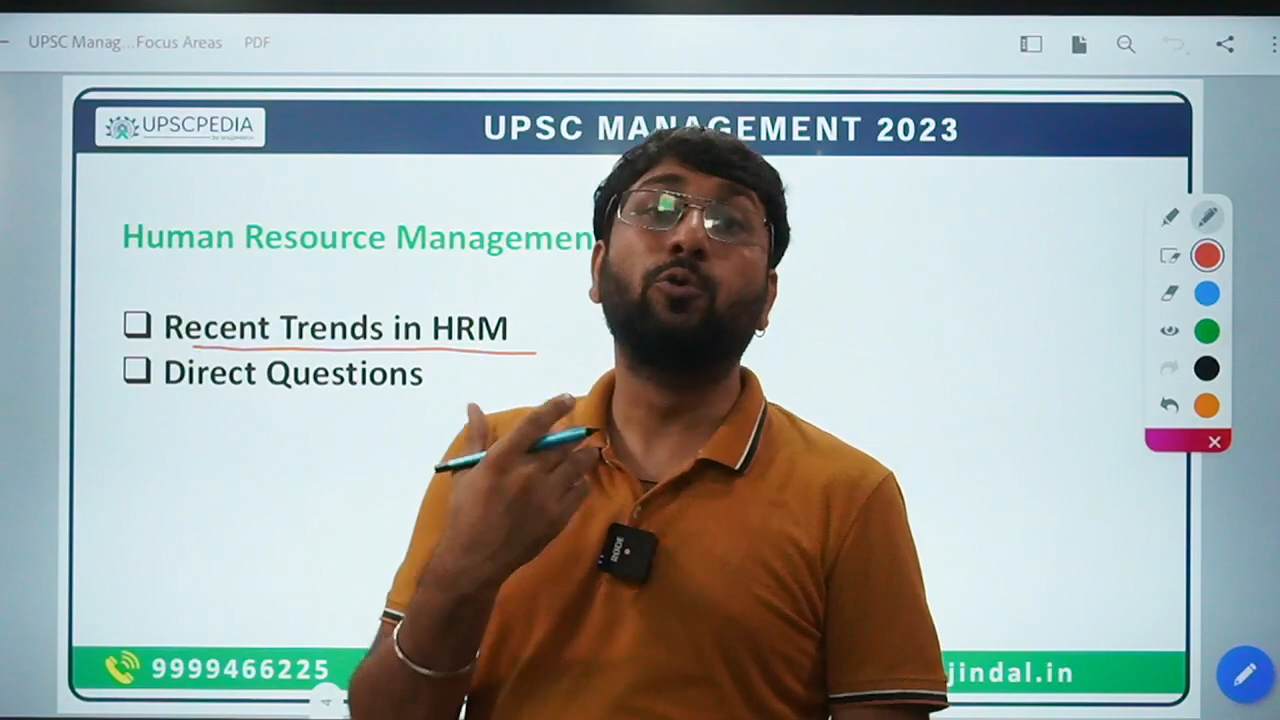 UPSC Manag...Focus Areas PDF
UPSCPEDIA
UPSC MANAGEMENT 2023
Human Resource Managemen
Recent Trends in HRM
Direct Questions
RODE
9999466225
jindal.in